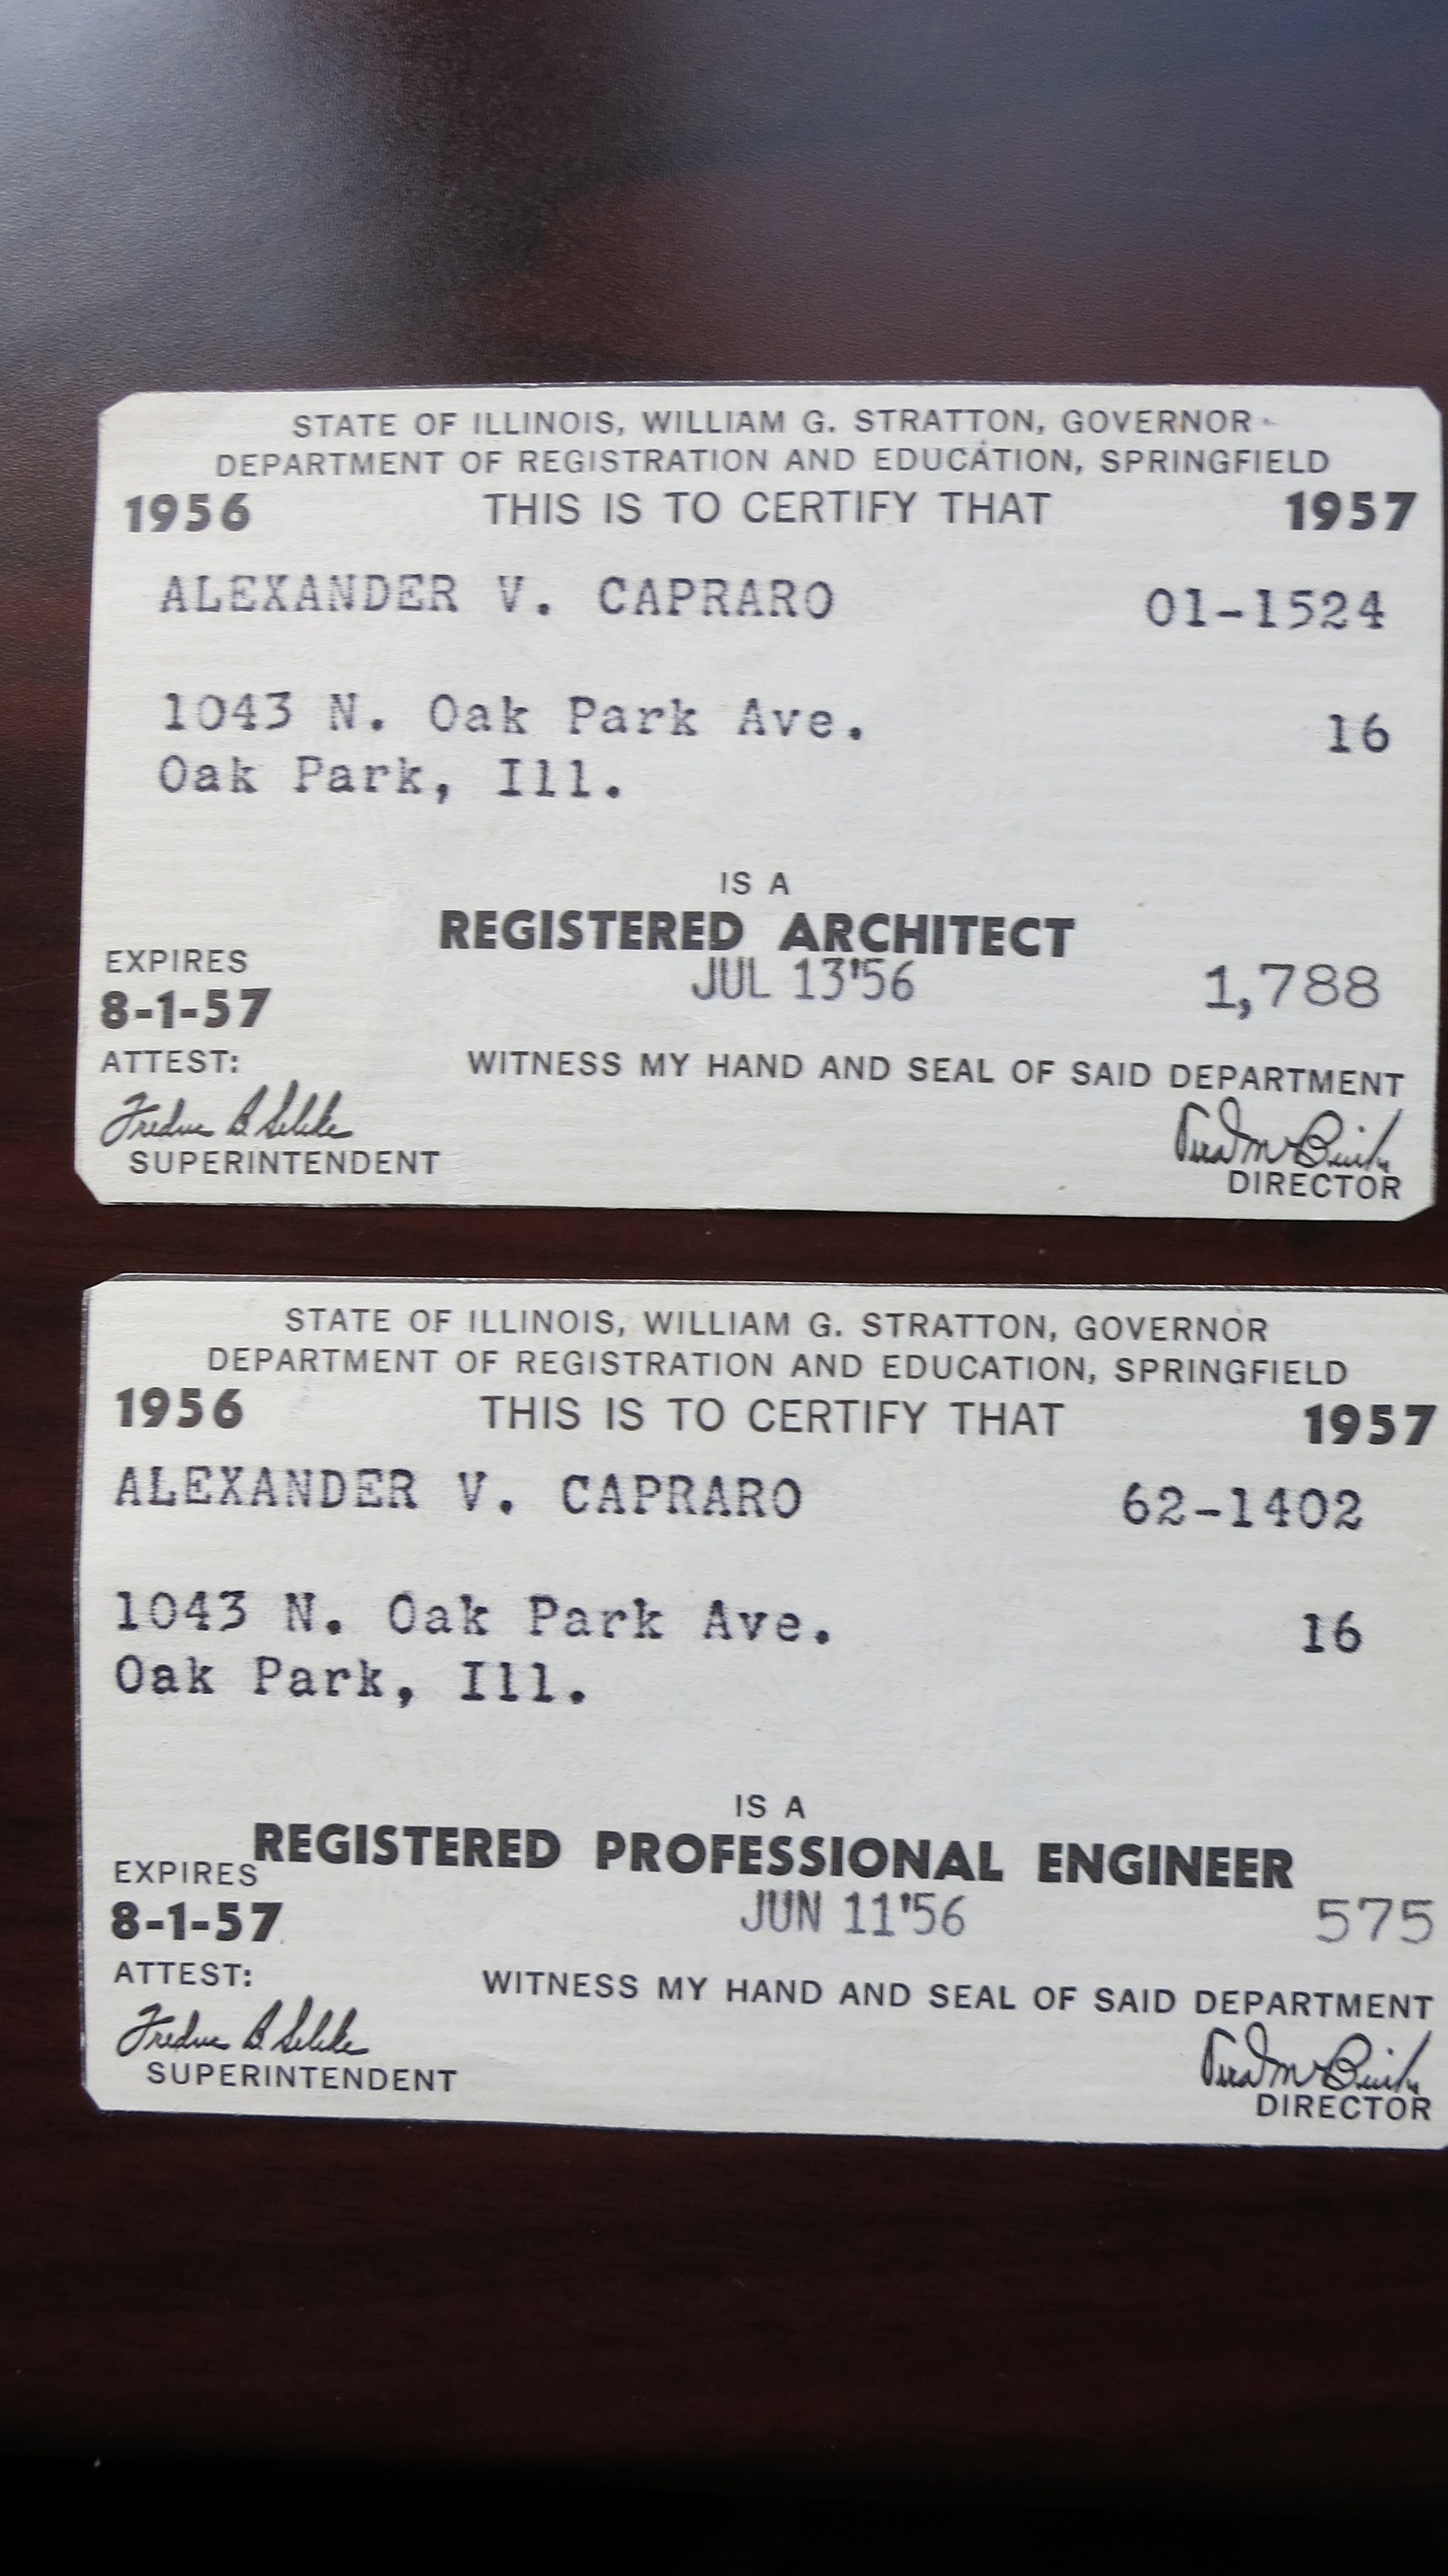 STATE OF ILLINOIS, WILLIAM G. STRATTON, GOVERNOR
DEPARTMENT OF REGISTRATION AND EDUCATION, SPRINGFIELD
1956 THIS IS TO CERTIFY THAT 1957
ALEXANDER V. CAPRARO 01-1524
1043 N. Oak Park Ave. 16
Oak Park, Ill.
IS A
REGISTERED ARCHITECT
EXPIRES JUL 13'56 1,788
8-1-57
ATTEST: WITNESS MY HAND AND SEAL OF SAID DEPARTMENT
SUPERINTENDENT DIRECTOR
STATE OF ILLINOIS, WILLIAM G. STRATTON, GOVERNOR
DEPARTMENT OF REGISTRATION AND EDUCATION, SPRINGFIELD
1956 THIS IS TO CERTIFY THAT 1957
ALEXANDER V. CAPRARO 62-1402
1043 N. Oak Park Ave. 16
Oak Park, Ill.
IS A
REGISTERED PROFESSIONAL ENGINEER
EXPIRES
8-1-57 JUN 11'56 575
ATTEST: WITNESS MY HAND AND SEAL OF SAID DEPARTMENT
SUPERINTENDENT DIRECTOR